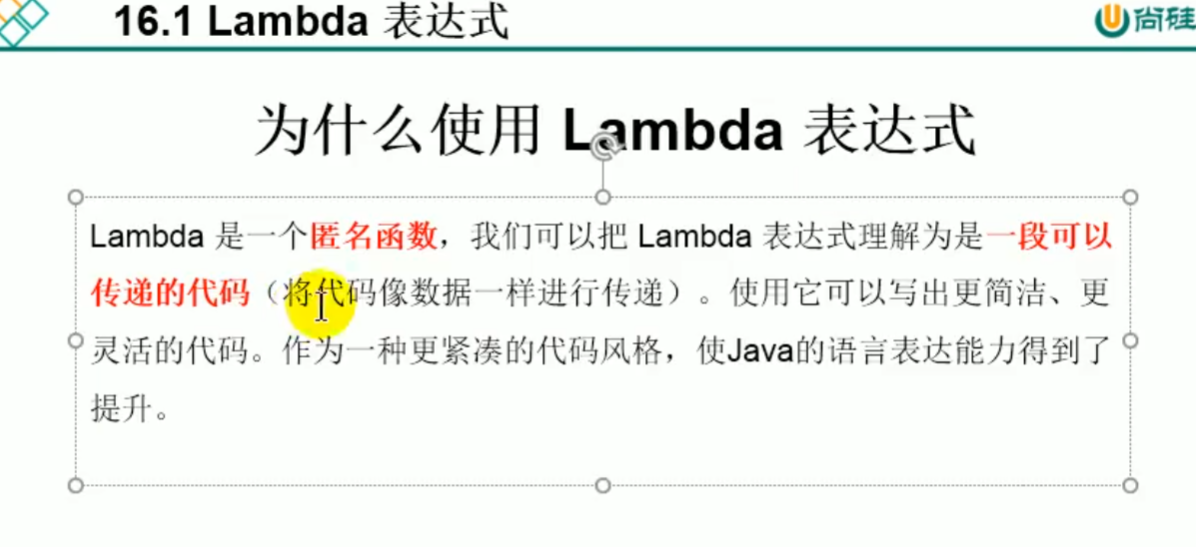 16.1 Lambda 表达式
尚硅
为什么使用 Lambda 表达式
Lambda 是一个匿名函数，我们可以把 Lambda 表达式理解为是一段可以
传递的代码（将代码像数据一样进行传递）。使用它可以写出更简洁、更
灵活的代码。作为一种更紧凑的代码风格，使Java的语言表达能力得到了
提升。